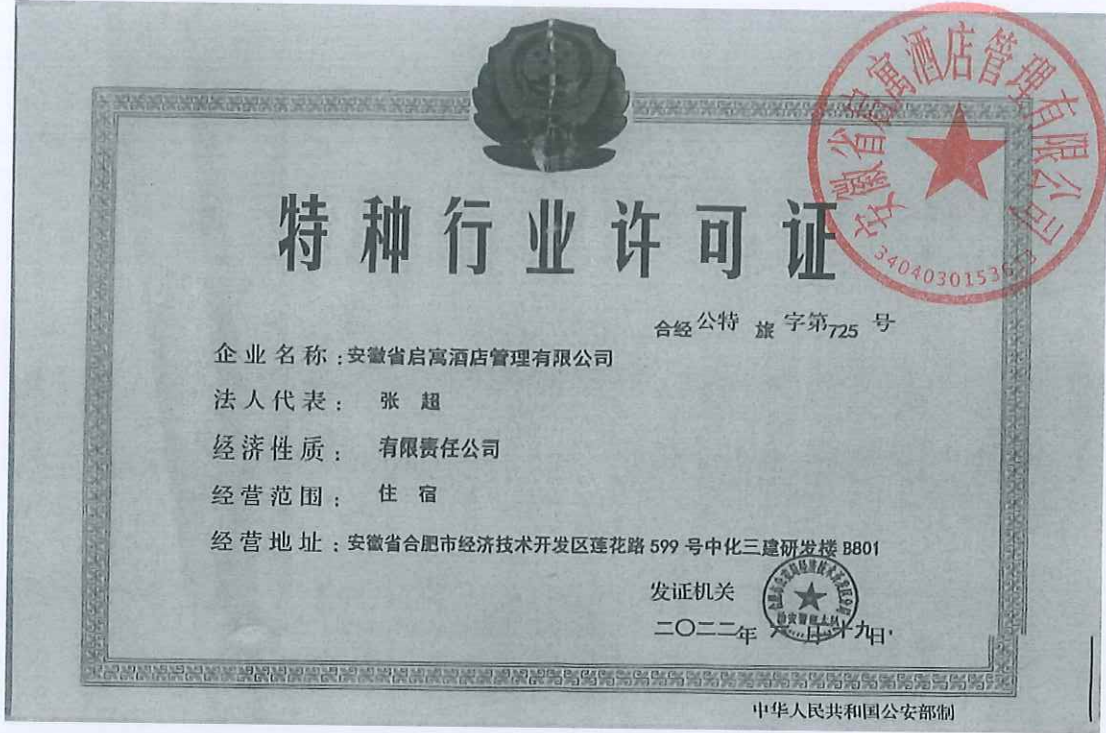 安徽省启寓酒店管理有限公司
特种行业许可证
合经公特旅字第725号
企业名称:安徽省启寓酒店管理有限公司
法人代表: 张超
经济性质: 有限责任公司
经营范围: 住宿
经营地址:安徽省合肥市经济技术开发区莲花路599号中化三建研发楼B801
发证机关
二〇二二年六月十九日
中华人民共和国公安部制